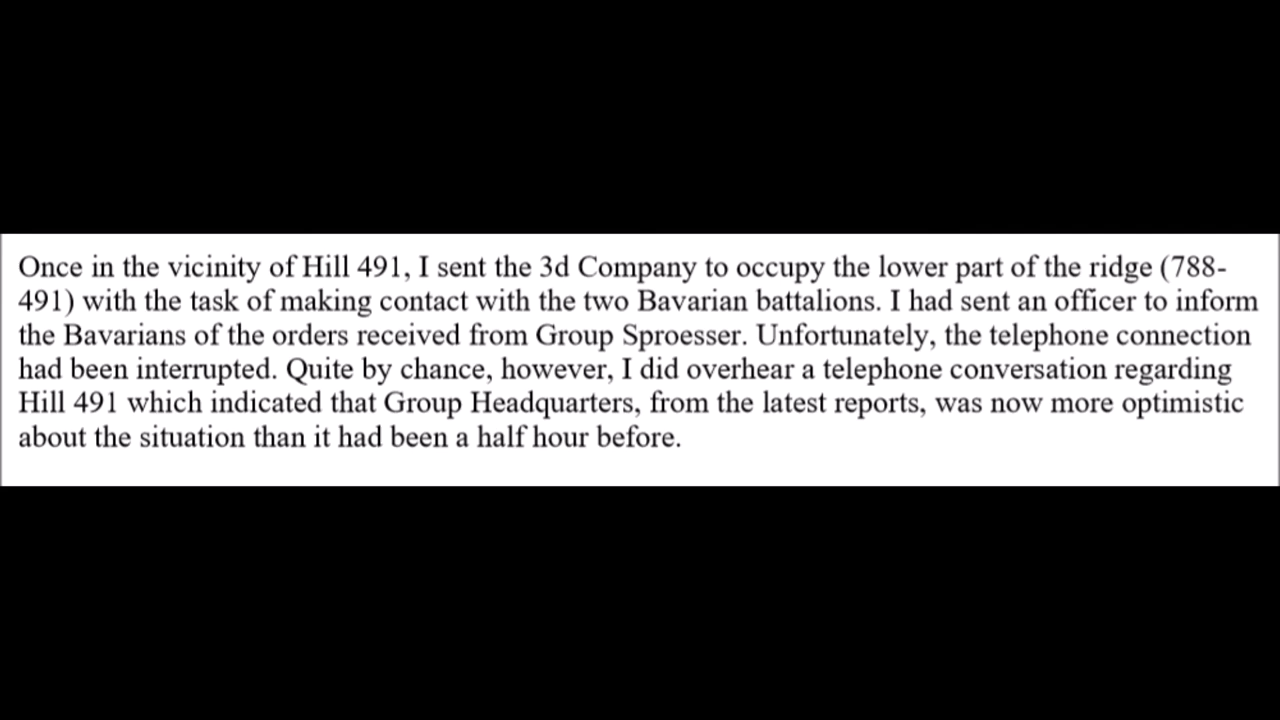 Once in the vicinity of Hill 491, I sent the 3d Company to occupy the lower part of the ridge (788-
491) with the task of making contact with the two Bavarian battalions. I had sent an officer to inform
the Bavarians of the orders received from Group Sproesser. Unfortunately, the telephone connection
had been interrupted. Quite by chance, however, I did overhear a telephone conversation regarding
Hill 491 which indicated that Group Headquarters, from the latest reports, was now more optimistic
about the situation than it had been a half hour before.